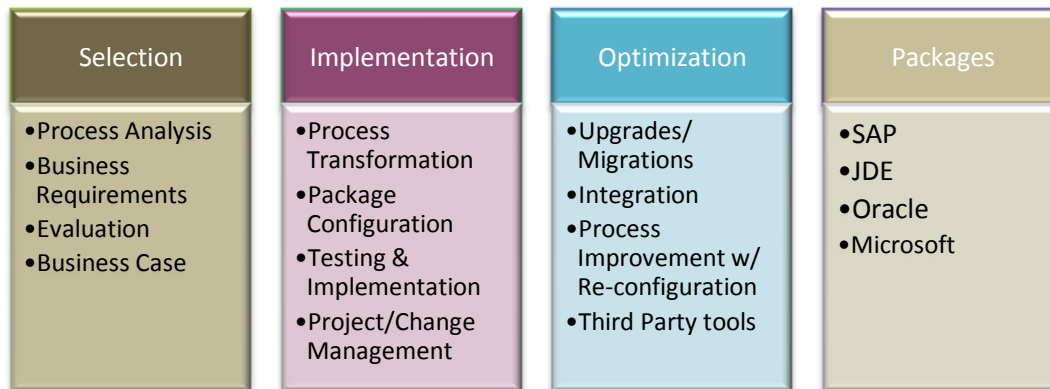 Selection
•Process Analysis
•Business
Requirements
•Evaluation
•Business Case
Implementation
•Process
Transformation
•Package
Configuration
•Testing &
Implementation
•Project/Change
Management
Optimization
•Upgrades/
Migrations
•Integration
•Process
Improvement w/
Re-configuration
•Third Party tools
Packages
•SAP
•JDE
•Oracle
•Microsoft